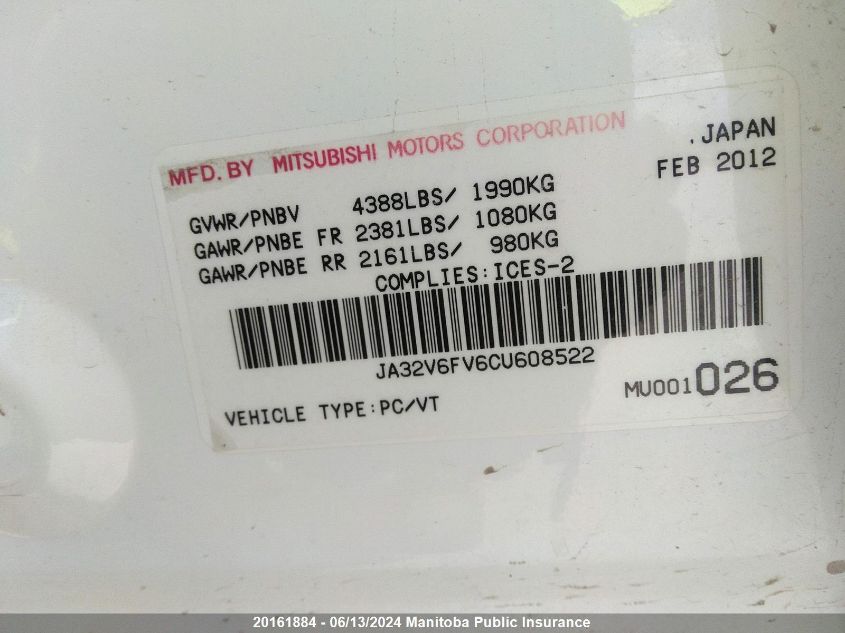 MFD. BY MITSUBISHI MOTORS CORPORATION .JAPAN
FEB 2012
GVWR/PNBV 4388LBS/ 1990KG
GAWR/PNBE FR 2381LBS/ 1080KG
GAWR/PNBE RR 2161LBS/ 980KG
COMPLIES:ICES-2
JA32V6FV6CU608522
MU001026
VEHICLE TYPE:PC/VT
20161884 - 06/13/2024 Manitoba Public Insurance